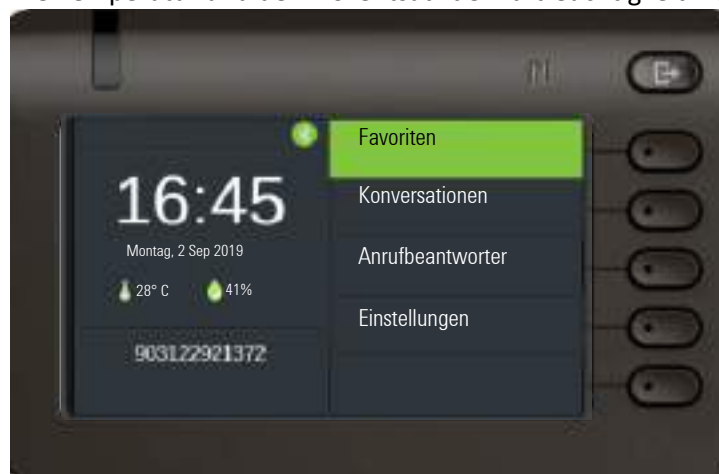 16:45
Montag, 2 Sep 2019
28° C
41%
903122921372
Favoriten
Konversationen
Anrufbeantworter
Einstellungen